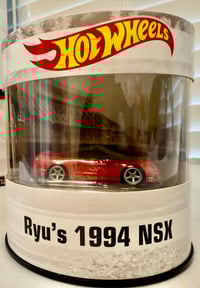 HOT WHEELS
Ryu's 1994 NSX